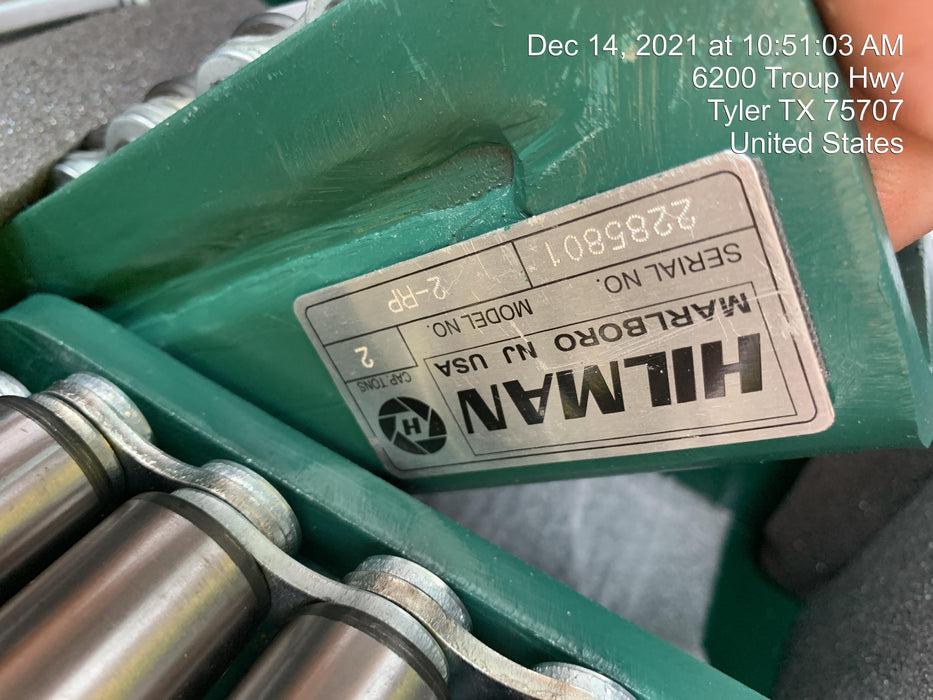 Dec 14, 2021 at 10:51:03 AM
6200 Troup Hwy
Tyler TX 75707
United States
HILMAN
MARLBORO NJ USA
H
CAP. TONS
2
MODEL NO.
2-RP
SERIAL NO.
2285801